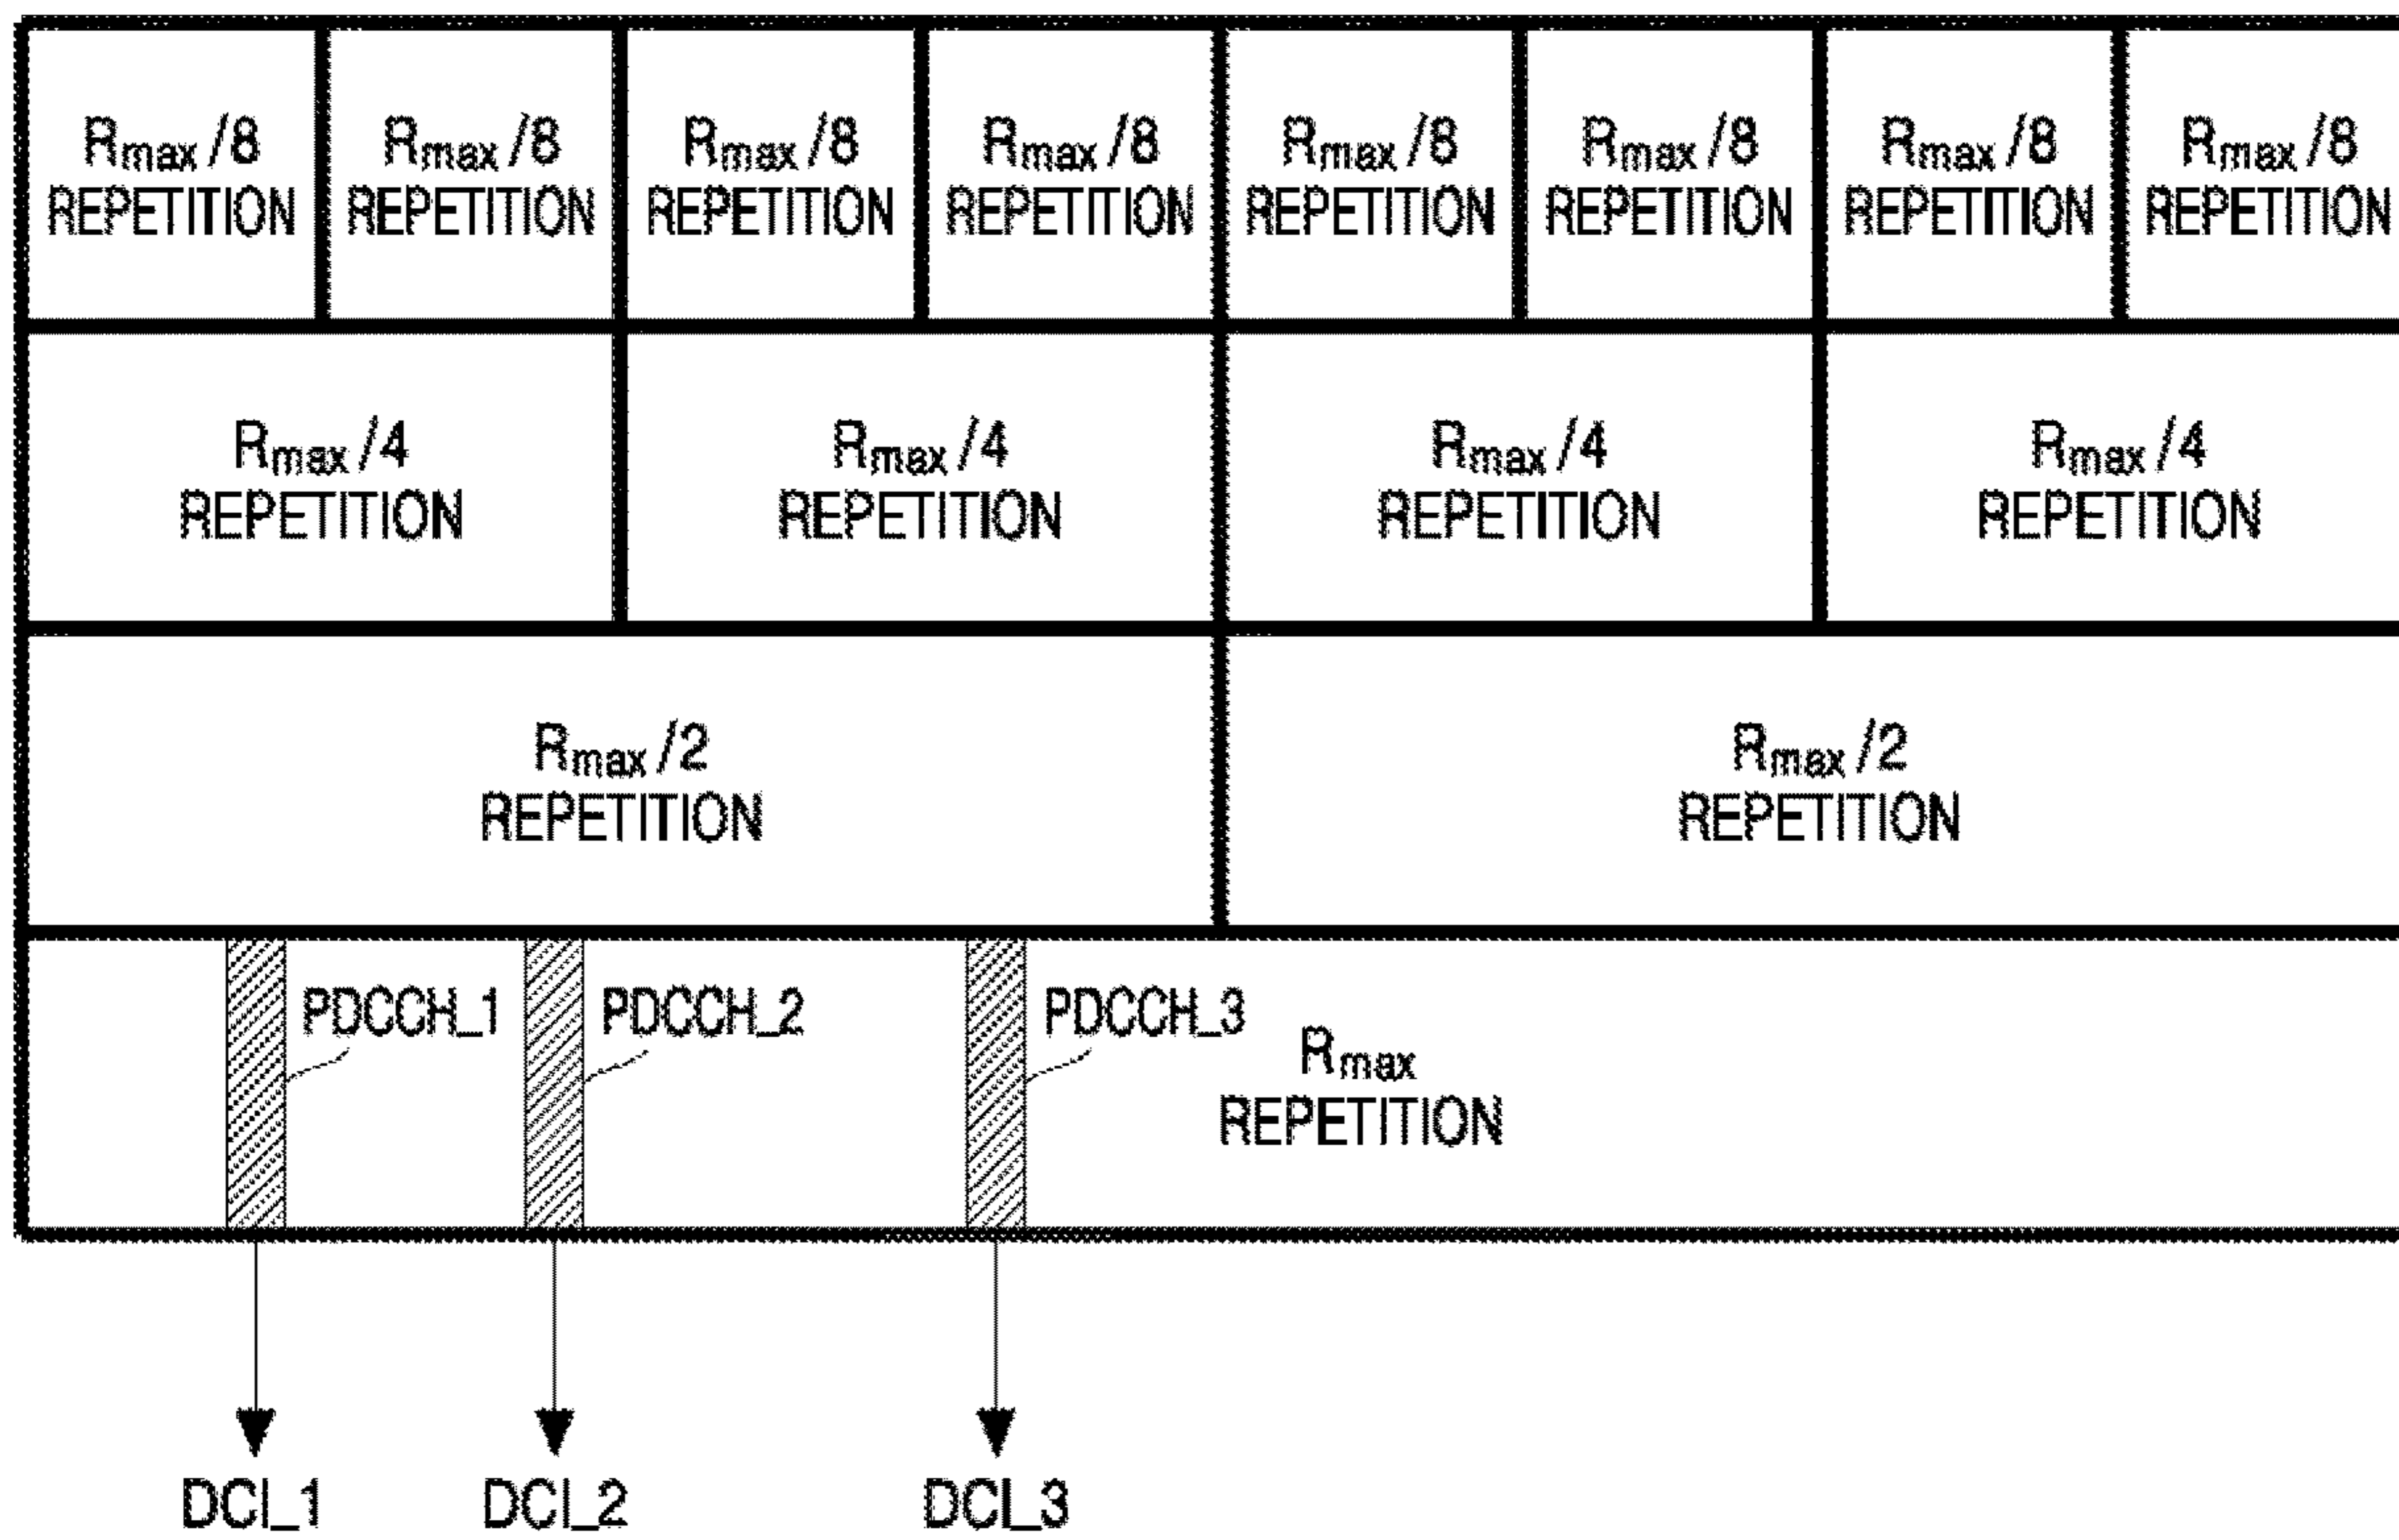 Rmax/8 Rmax/8 Rmax/8 Rmax/8 Rmax/8 Rmax/8 Rmax/8 Rmax/8
REPETITION REPETITION REPETITION REPETITION REPETITION REPETITION REPETITION REPETITION
Rmax/4 Rmax/4 Rmax/4 Rmax/4
REPETITION REPETITION REPETITION REPETITION
Rmax/2 Rmax/2
REPETITION REPETITION
PDCCH_1 PDCCH_2 PDCCH_3
Rmax
REPETITION
DCI_1 DCI_2 DCI_3